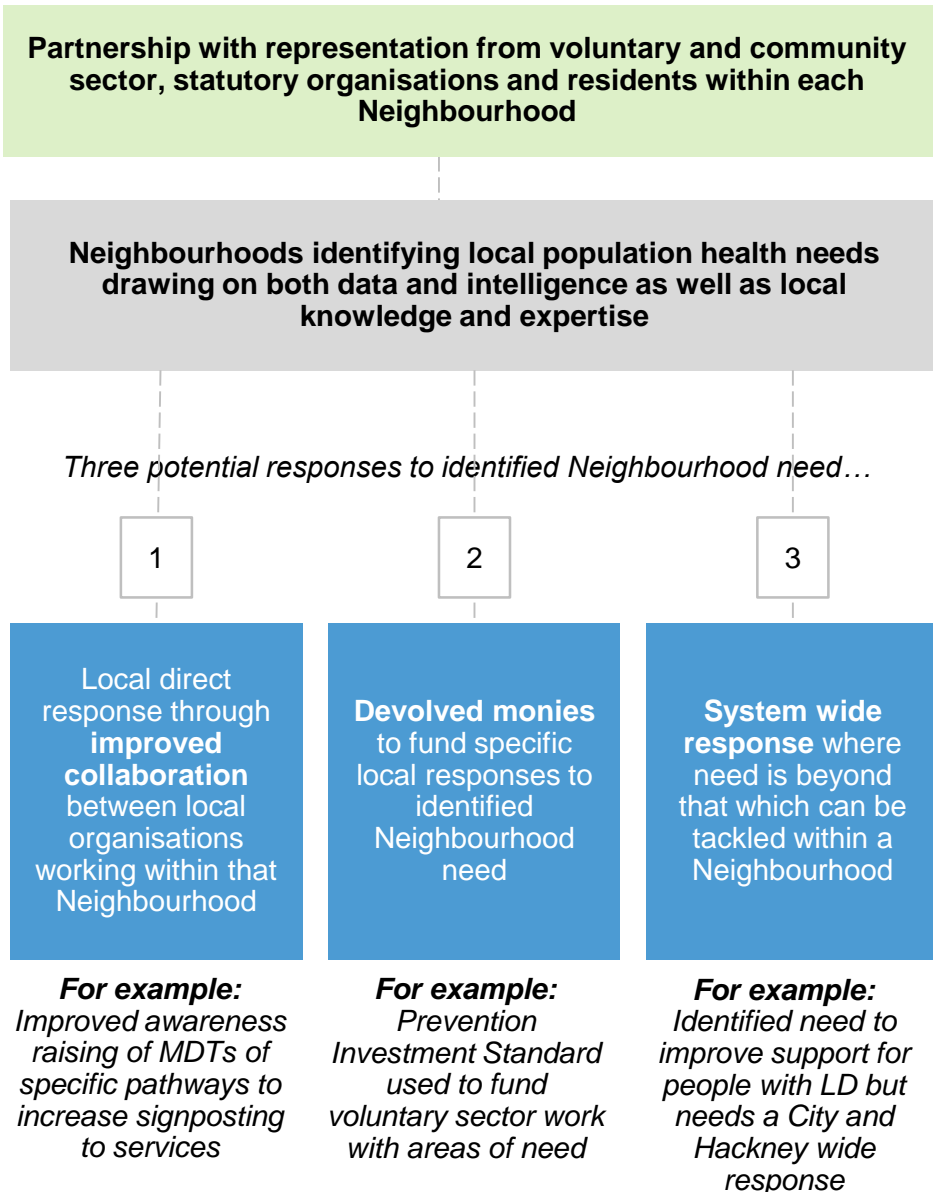 Partnership with representation from voluntary and community
sector, statutory organisations and residents within each
Neighbourhood
Neighbourhoods identifying local population health needs
drawing on both data and intelligence as well as local
knowledge and expertise
Three potential responses to identified Neighbourhood need…
1
2
3
Local direct
response through
improved
collaboration
between local
organisations
working within that
Neighbourhood
Devolved monies
to fund specific
local responses to
identified
Neighbourhood
need
System wide
response where
need is beyond
that which can be
tackled within a
Neighbourhood
For example:
Improved awareness
raising of MDTs of
specific pathways to
increase signposting
to services
For example:
Prevention
Investment Standard
used to fund
voluntary sector work
with areas of need
For example:
Identified need to
improve support for
people with LD but
needs a City and
Hackney wide
response